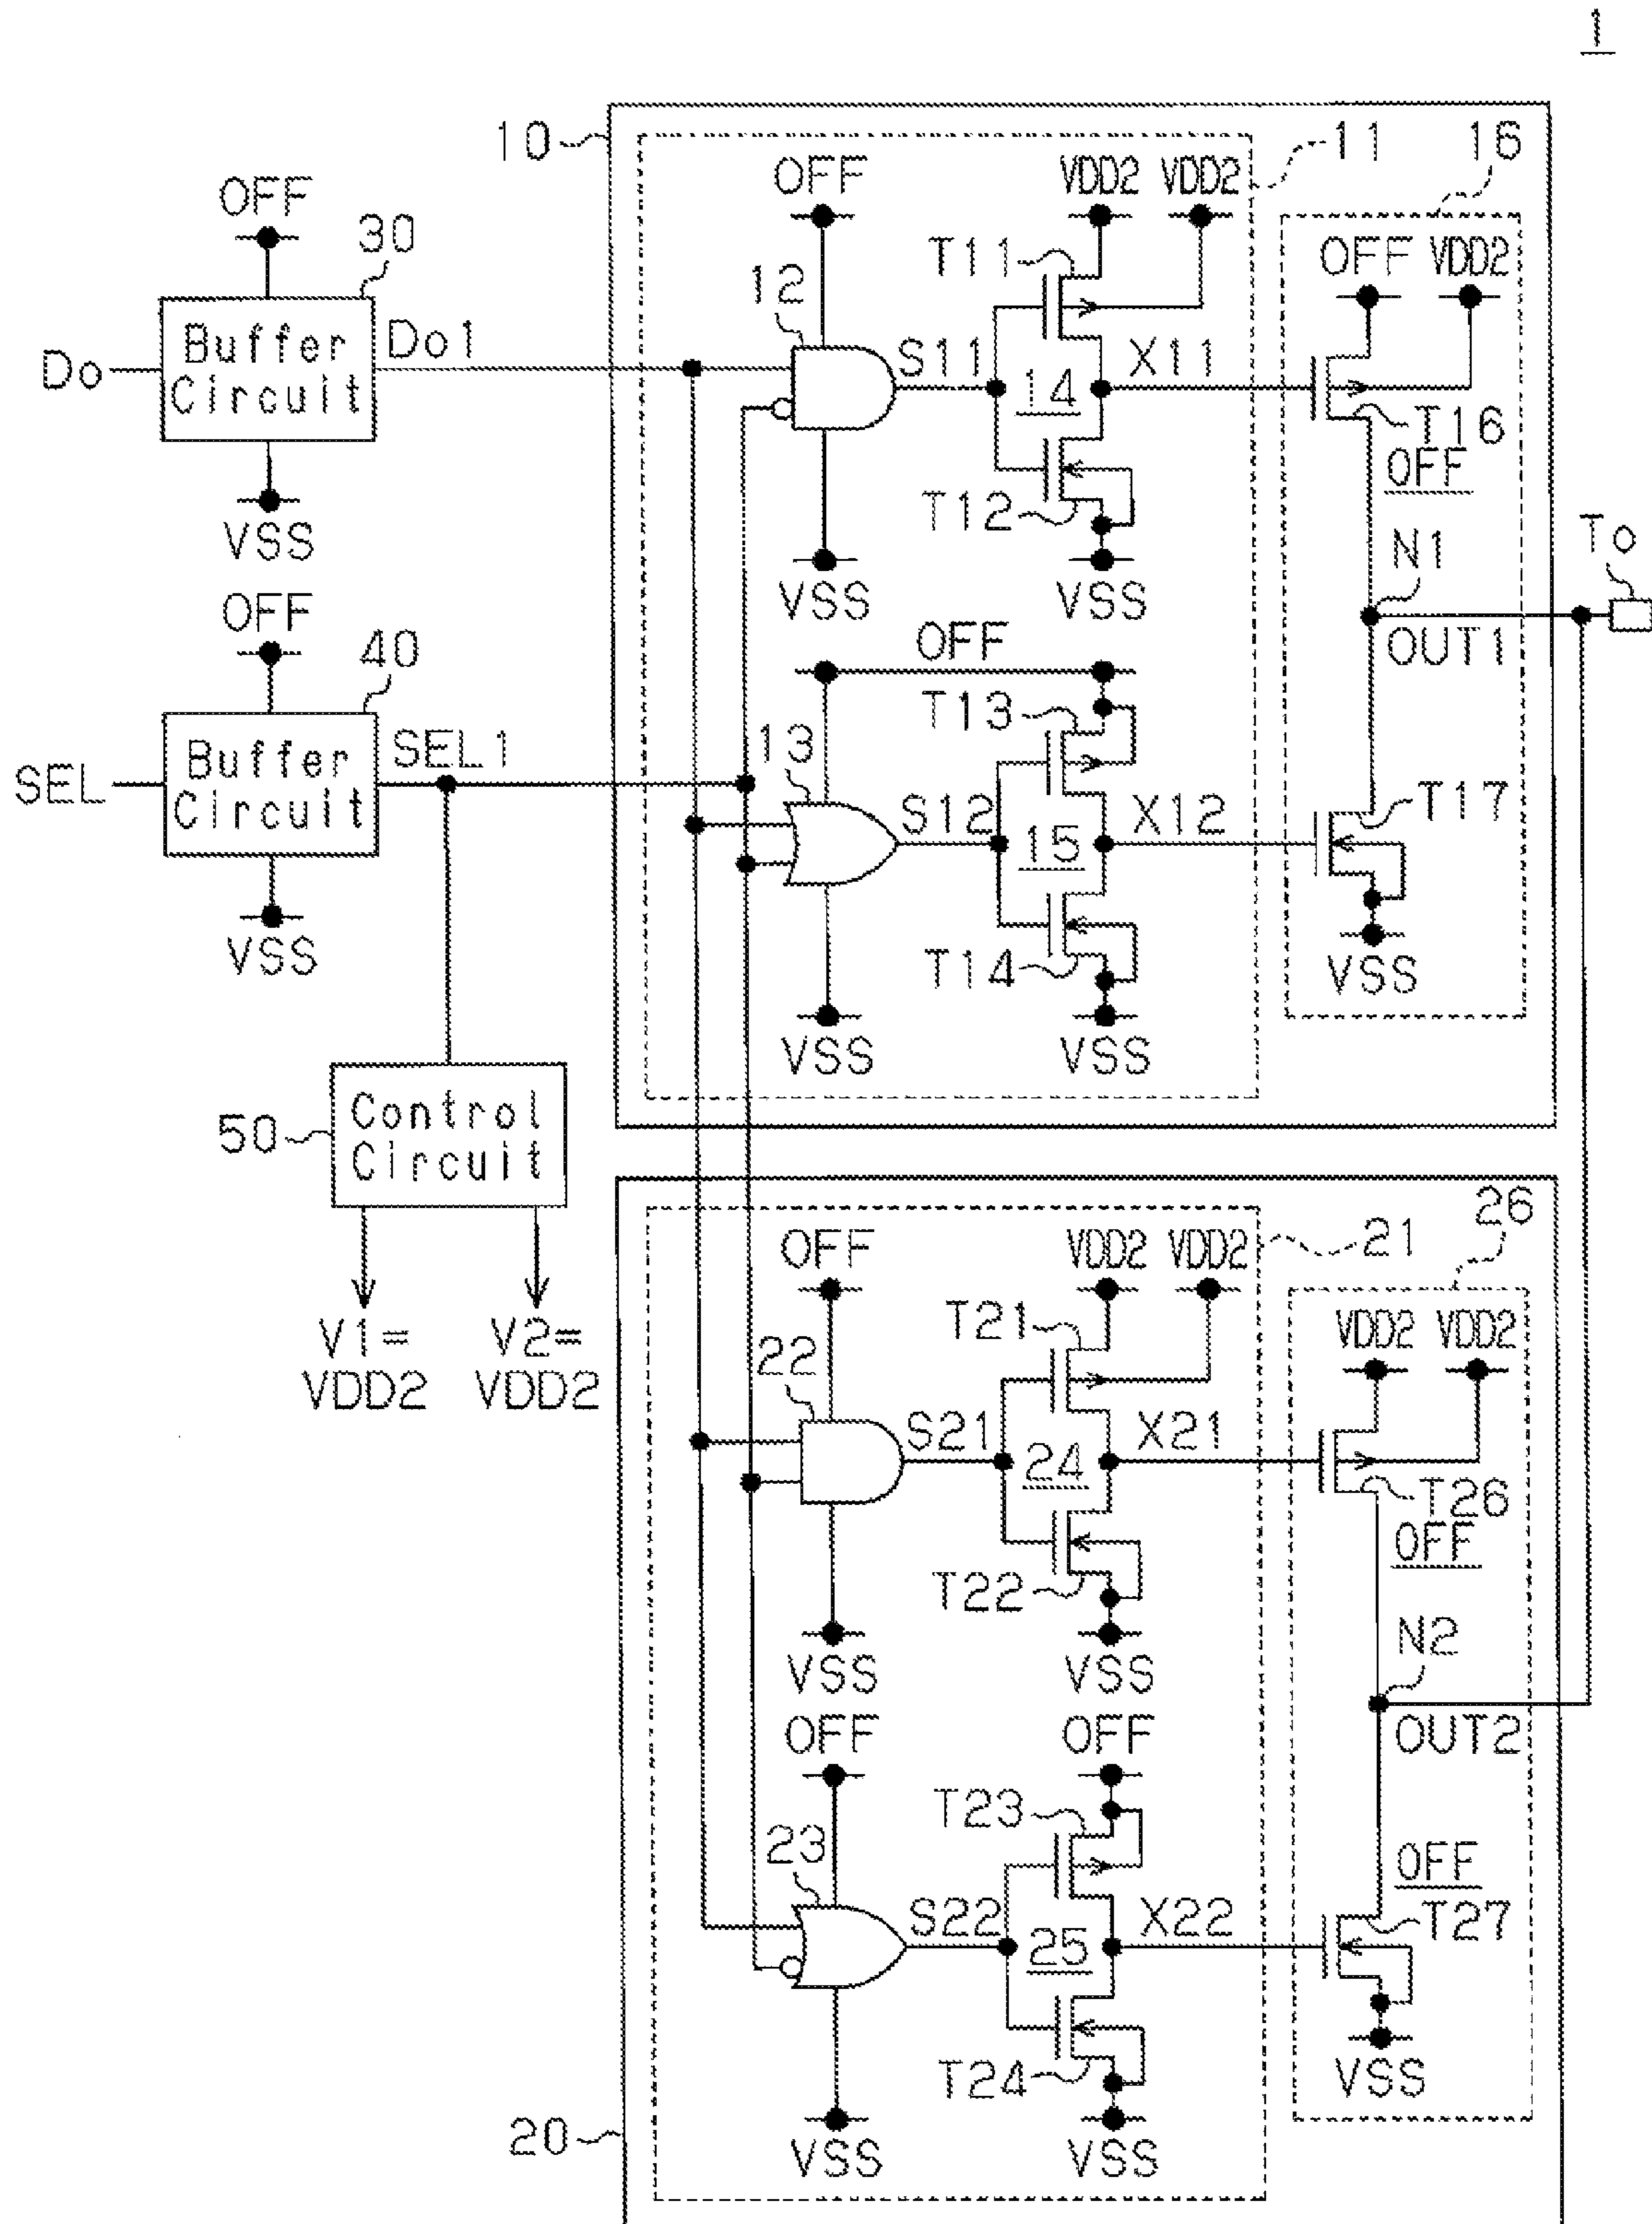 1
10
11
16
OFF
VDD2 VDD2
OFF
30
T11
OFF VDD2
12
Do
Buffer
Circuit
Do1
S11
14
X11
T16
OFF
T12
VSS
VSS
VSS
N1
To
OFF
40
OFF
OUT1
T13
13
SEL
Buffer
Circuit
SEL1
S12
15
X12
T17
VSS
T14
VSS
VSS
VSS
50
Control
Circuit
V1=
VDD2
V2=
VDD2
26
21
OFF
VDD2 VDD2
T21
VDD2 VDD2
22
S21
24
X21
T26
OFF
T22
VSS
VSS
N2
OFF
OFF
OUT2
T23
23
OFF
S22
25
X22
T27
T24
VSS
20
VSS
VSS